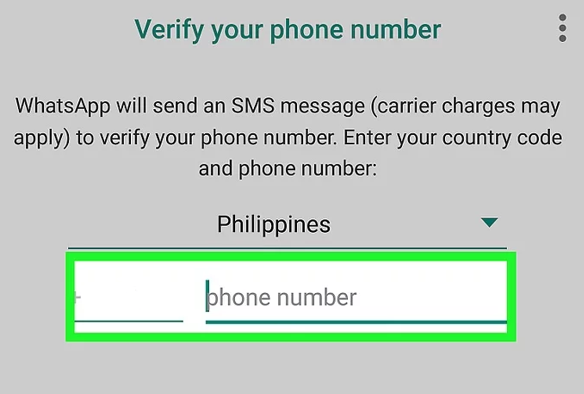 Verify your phone number
WhatsApp will send an SMS message (carrier charges may
apply) to verify your phone number. Enter your country code
and phone number:
Philippines
+ phone number